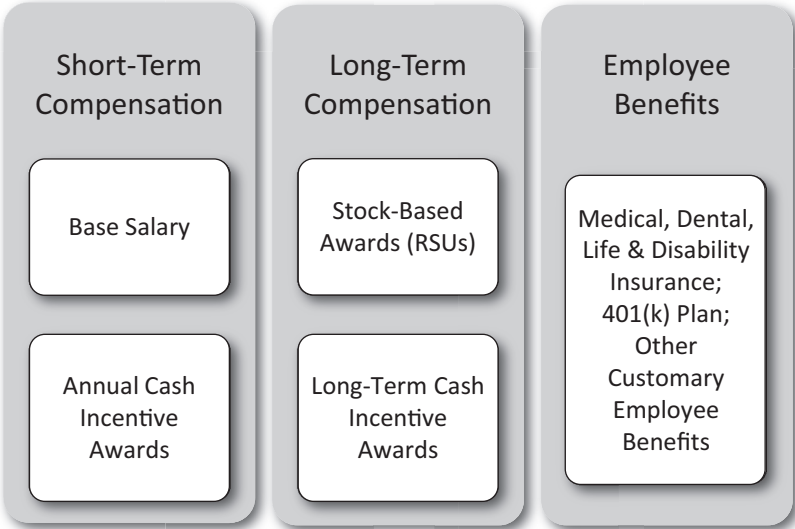 Short-Term
Compensation
Base Salary
Annual Cash
Incentive
Awards
Long-Term
Compensation
Stock-Based
Awards (RSUs)
Long-Term Cash
Incentive
Awards
Employee
Benefits
Medical, Dental,
Life & Disability
Insurance;
401(k) Plan;
Other
Customary
Employee
Benefits